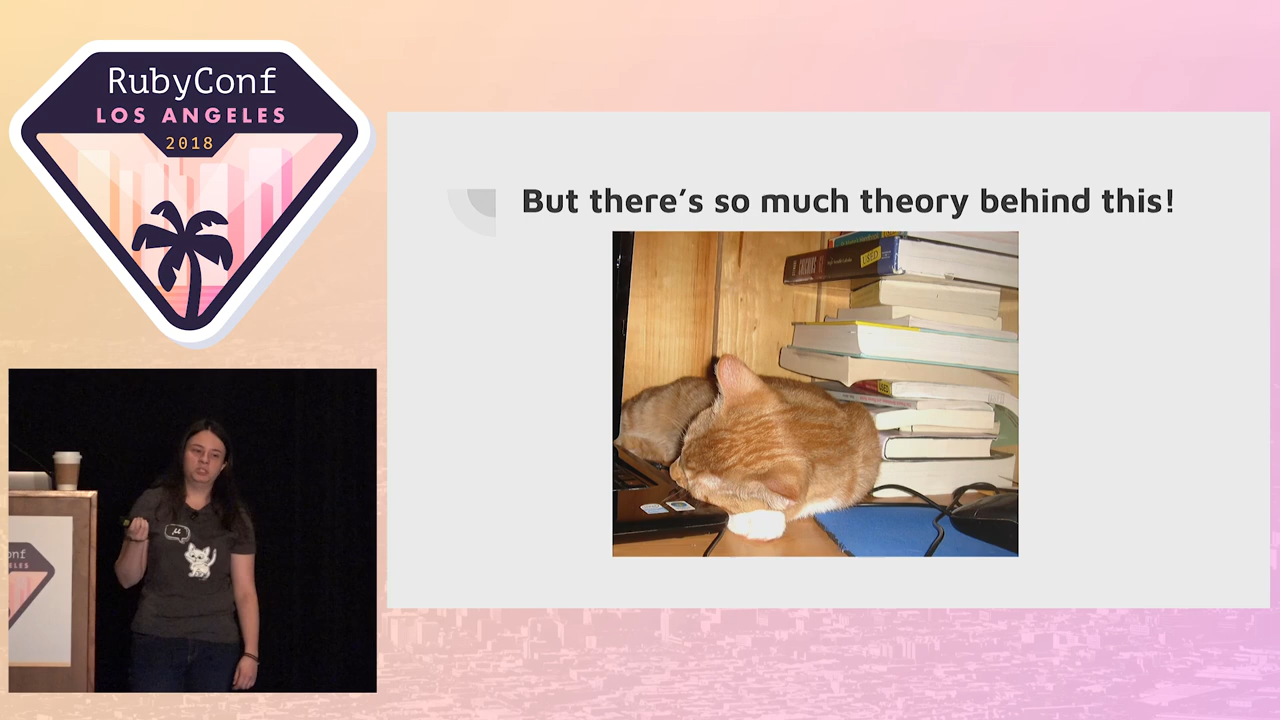 RubyConf
LOS ANGELES
2018
But there's so much theory behind this!
USED
μ